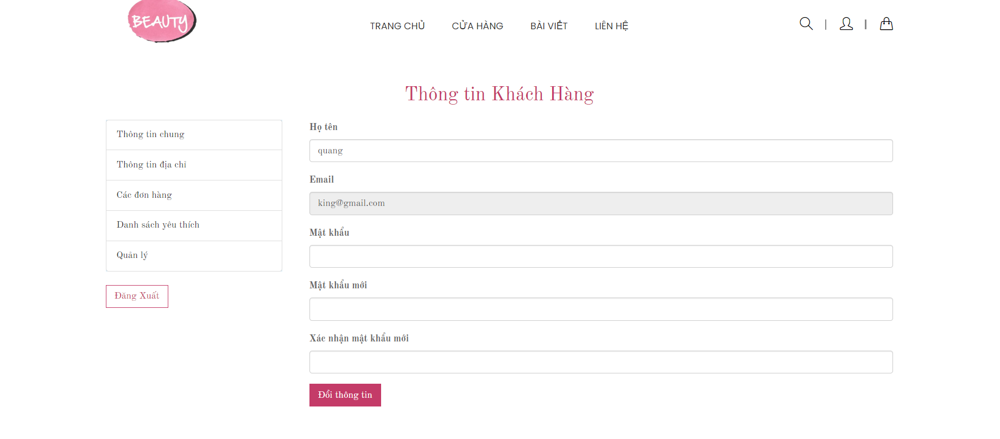 BEAUTY
TRANG CHỦ CỬA HÀNG BÀI VIẾT LIÊN HỆ
Thông tin Khách Hàng
Thông tin chung
Thông tin địa chỉ
Các đơn hàng
Danh sách yêu thích
Quản lý
Đăng Xuất
Họ tên
quang
Email
king@gmail.com
Mật khẩu
Mật khẩu mới
Xác nhận mật khẩu mới
Đổi thông tin